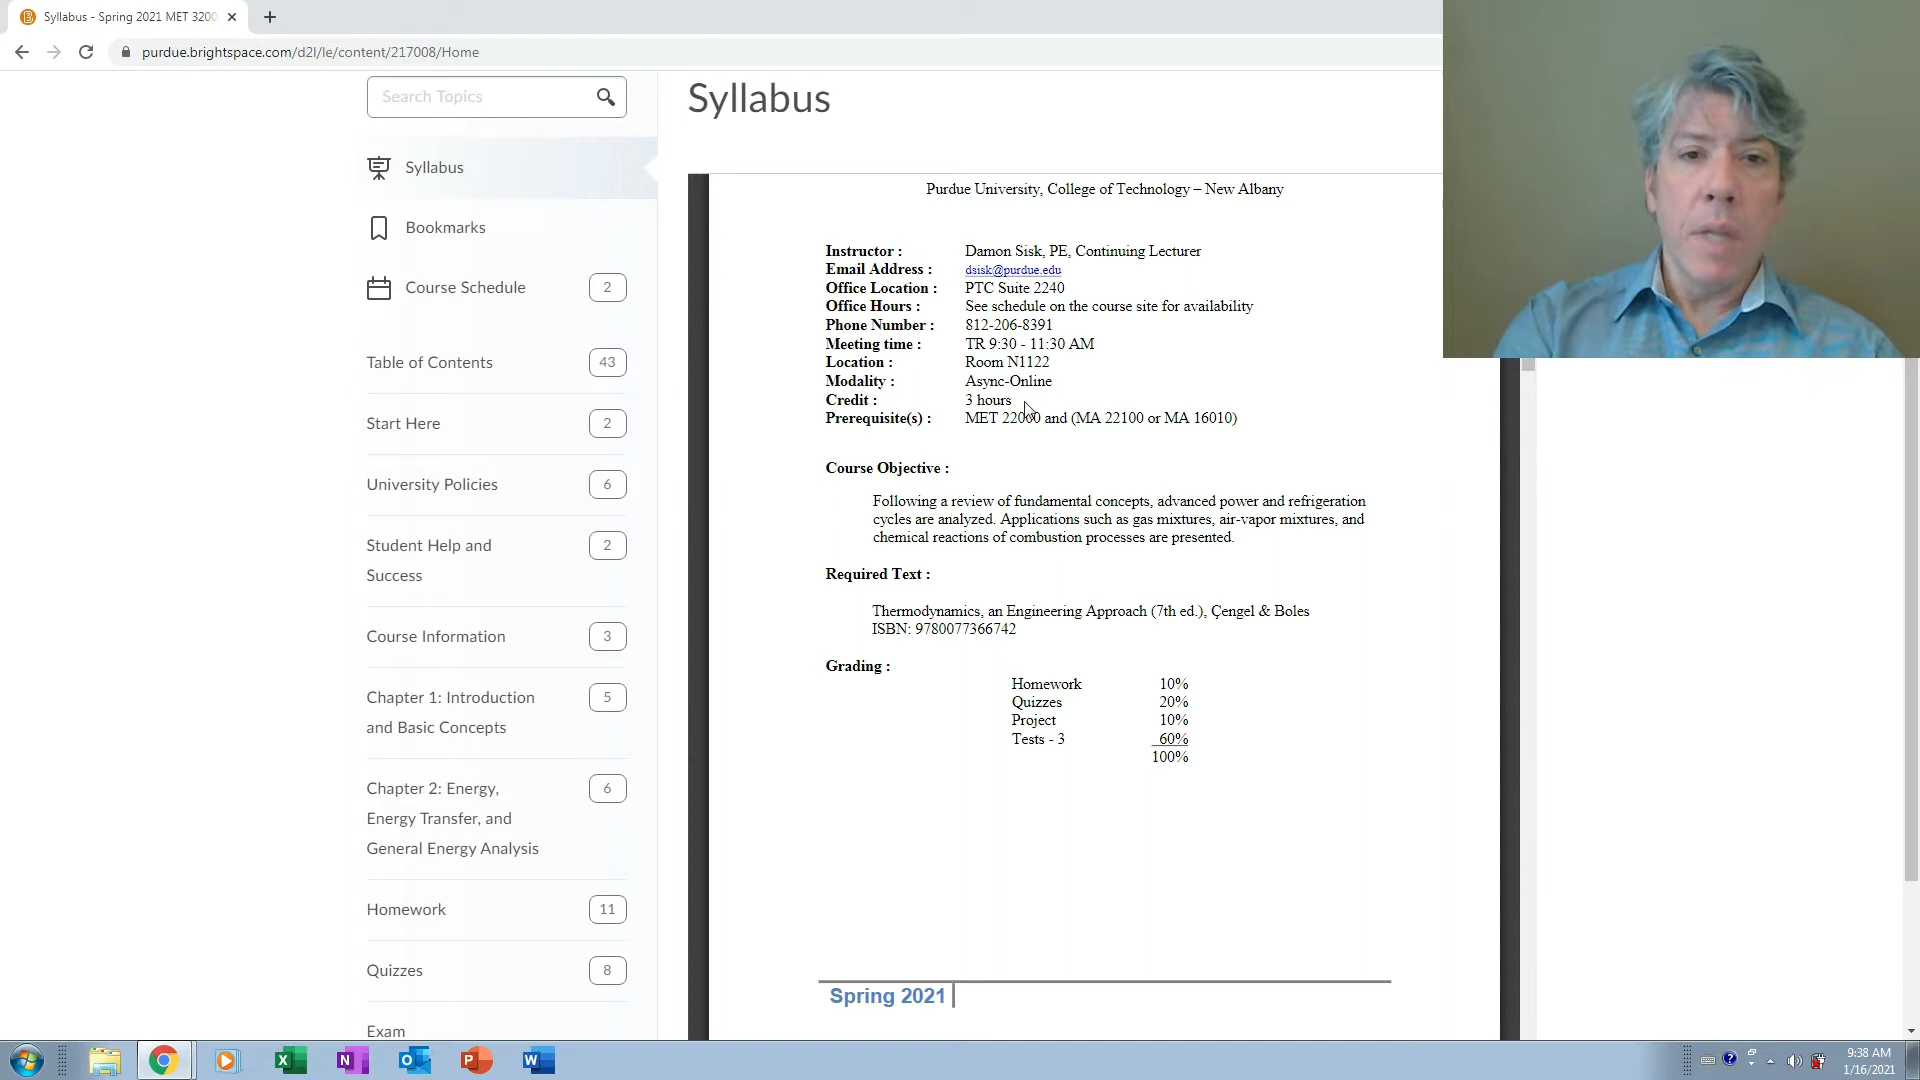 Syllabus - Spring 2021 MET 3200
purdue.brightspace.com/d2l/le/content/217008/Home
Search Topics
Syllabus
Bookmarks
Course Schedule 2
Table of Contents 43
Start Here 2
University Policies 6
Student Help and 2
Success
Course Information 3
Chapter 1: Introduction 5
and Basic Concepts
Chapter 2: Energy, 6
Energy Transfer, and
General Energy Analysis
Homework 11
Quizzes 8
Exam
Syllabus
Purdue University, College of Technology – New Albany
Instructor : Damon Sisk, PE, Continuing Lecturer
Email Address : dsisk@purdue.edu
Office Location : PTC Suite 2240
Office Hours : See schedule on the course site for availability
Phone Number : 812-206-8391
Meeting time : TR 9:30 - 11:30 AM
Location : Room N1122
Modality : Async-Online
Credit : 3 hours
Prerequisite(s) : MET 22000 and (MA 22100 or MA 16010)
Course Objective :
Following a review of fundamental concepts, advanced power and refrigeration
cycles are analyzed. Applications such as gas mixtures, air-vapor mixtures, and
chemical reactions of combustion processes are presented.
Required Text :
Thermodynamics, an Engineering Approach (7th ed.), Çengel & Boles
ISBN: 9780077366742
Grading :
Homework 10%
Quizzes 20%
Project 10%
Tests - 3 60%
100%
Spring 2021
9:38 AM
1/16/2021